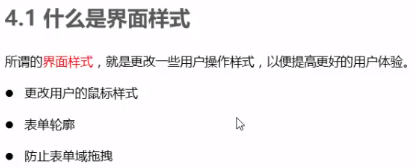 4.1 什么是界面样式
所谓的界面样式，就是更改一些用户操作样式，以便提高更好的用户体验。
● 更改用户的鼠标样式
● 表单轮廓
● 防止表单域拖拽